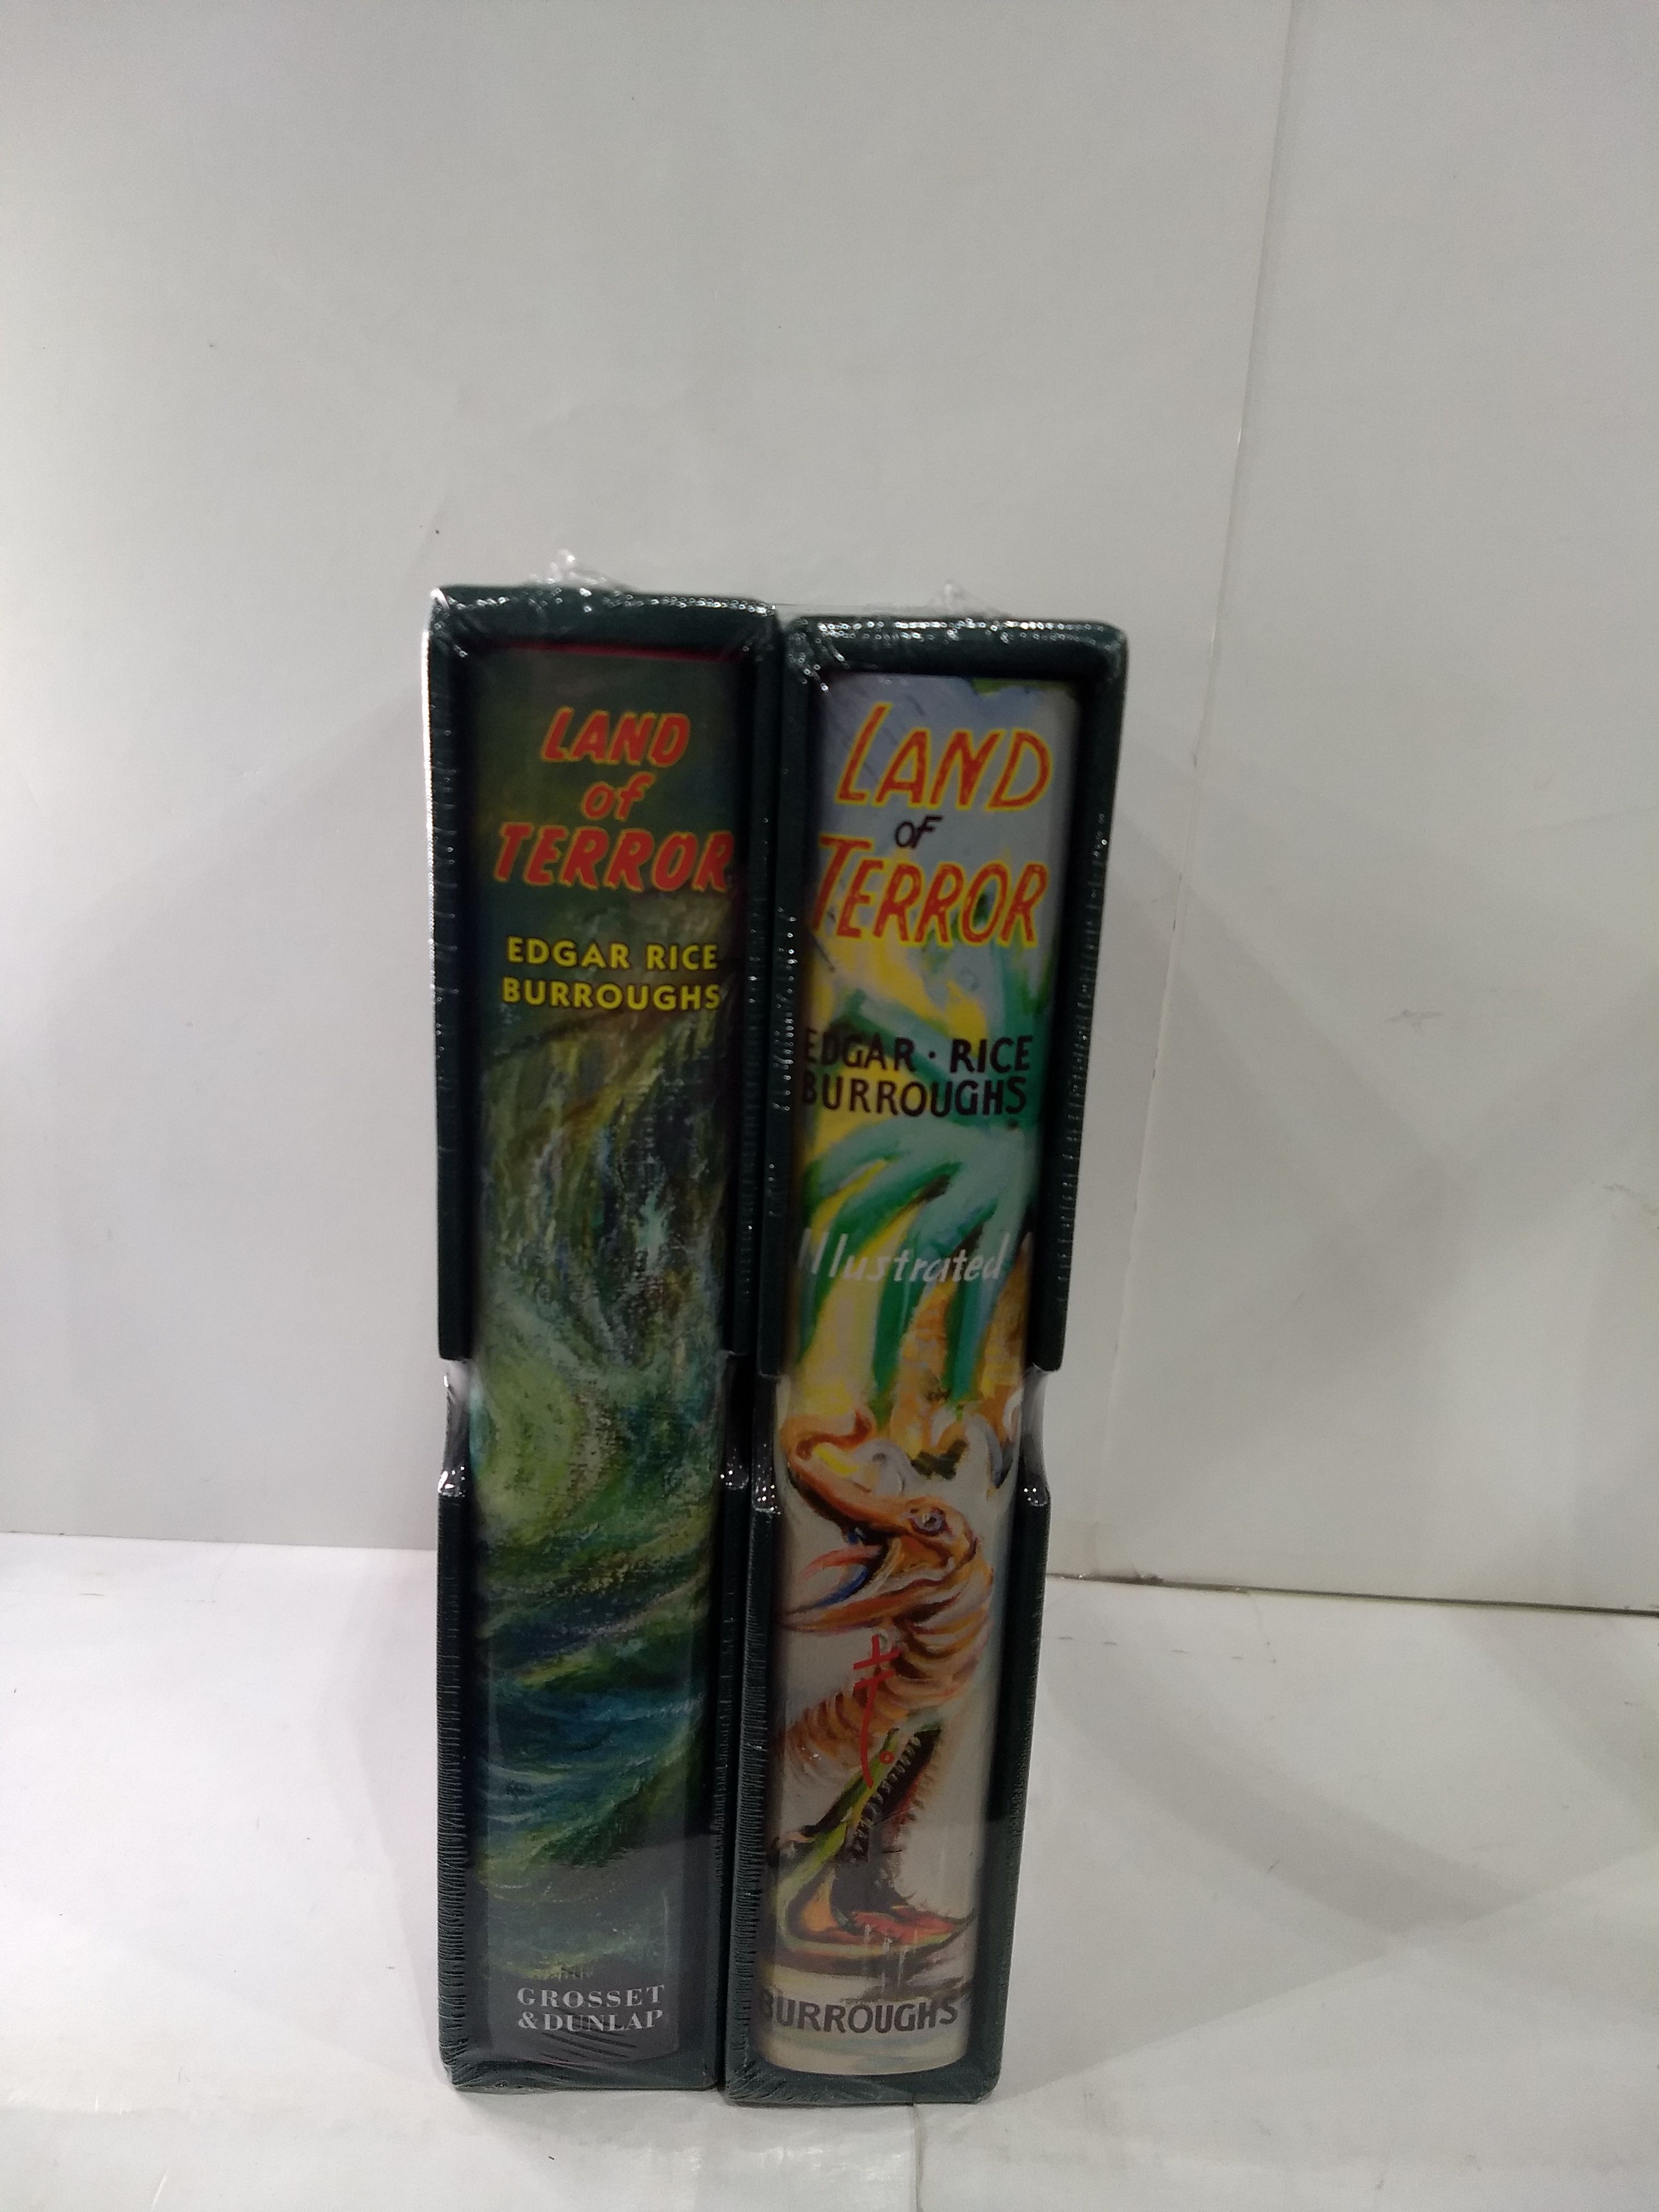 LAND
of
TERROR
EDGAR RICE
BURROUGHS
GROSSET
& DUNLAP
LAND
OF
TERROR
EDGAR · RICE
BURROUGHS
Illustrated
BURROUGHS